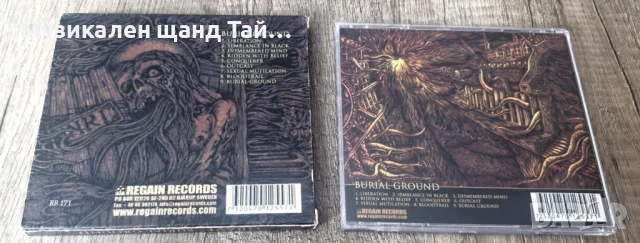 Музикален щанд Тай...
BURIAL GROUND
1. LIBERATION
2. SEMBLANCE IN BLACK
3. DISMEMBERED MIND
4. RIDDEN WITH BELIEF
5. CONQUERER
6. OUTCAST
7. SEXUAL MUTILATION
8. BLOODTRAIL
9. BURIAL GROUND
RR 171
REGAIN RECORDS
www.regainrecords.com
BURIAL GROUND
1. LIBERATION 2. SEMBLANCE IN BLACK 3. DISMEMBERED MIND
4. RIDDEN WITH BELIEF 5. CONQUERER 6. OUTCAST
7. SEXUAL MUTILATION 8. BLOODTRAIL 9. BURIAL GROUND
REGAIN RECORDS